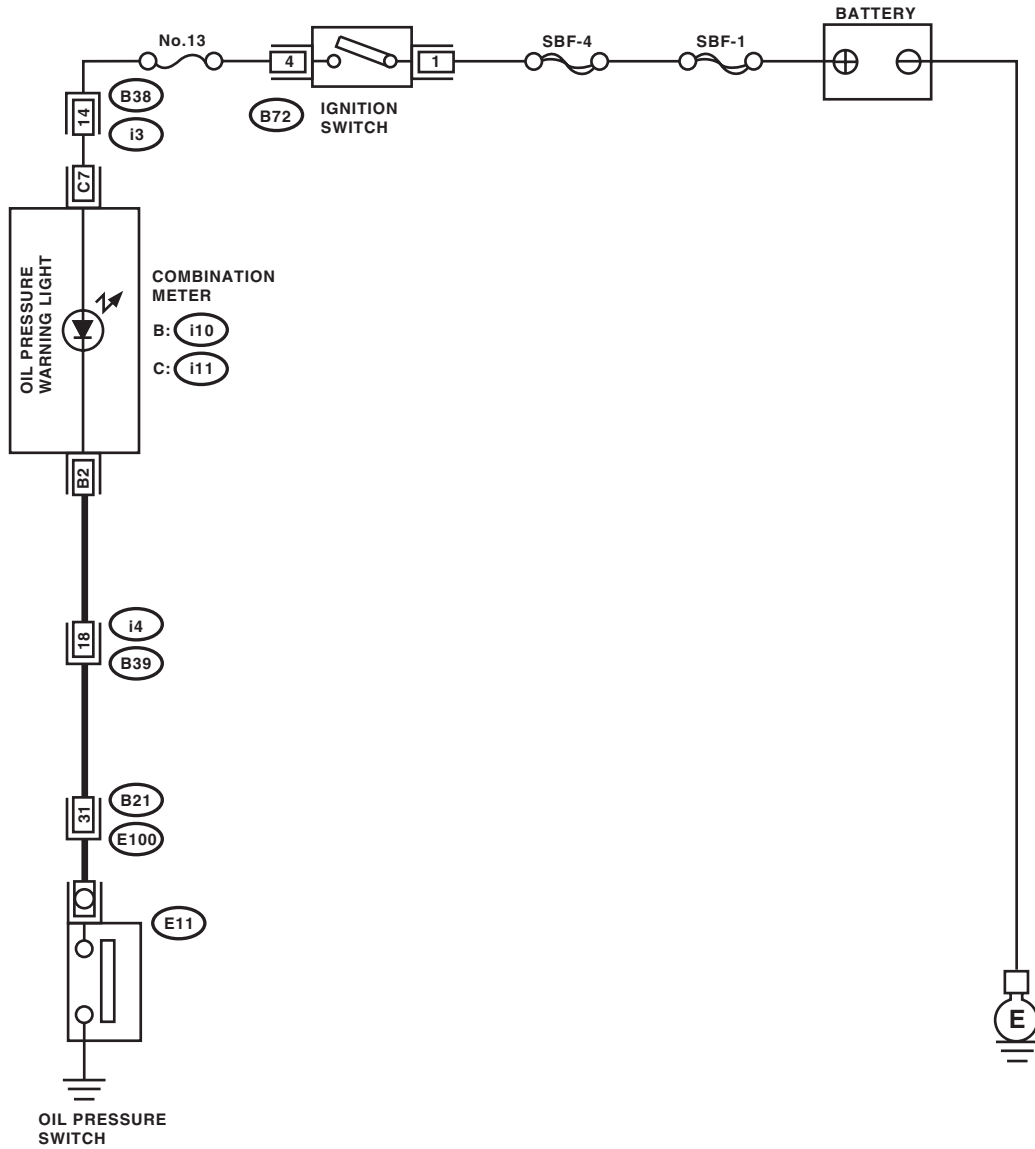 BATTERY
No.13
SBF-4
SBF-1
4
1
B38
14
i3
B72
IGNITION
SWITCH
C7
OIL PRESSURE
WARNING LIGHT
COMBINATION
METER
B: i10
C: i11
B2
i4
18
B39
B21
31
E100
E11
E
OIL PRESSURE
SWITCH